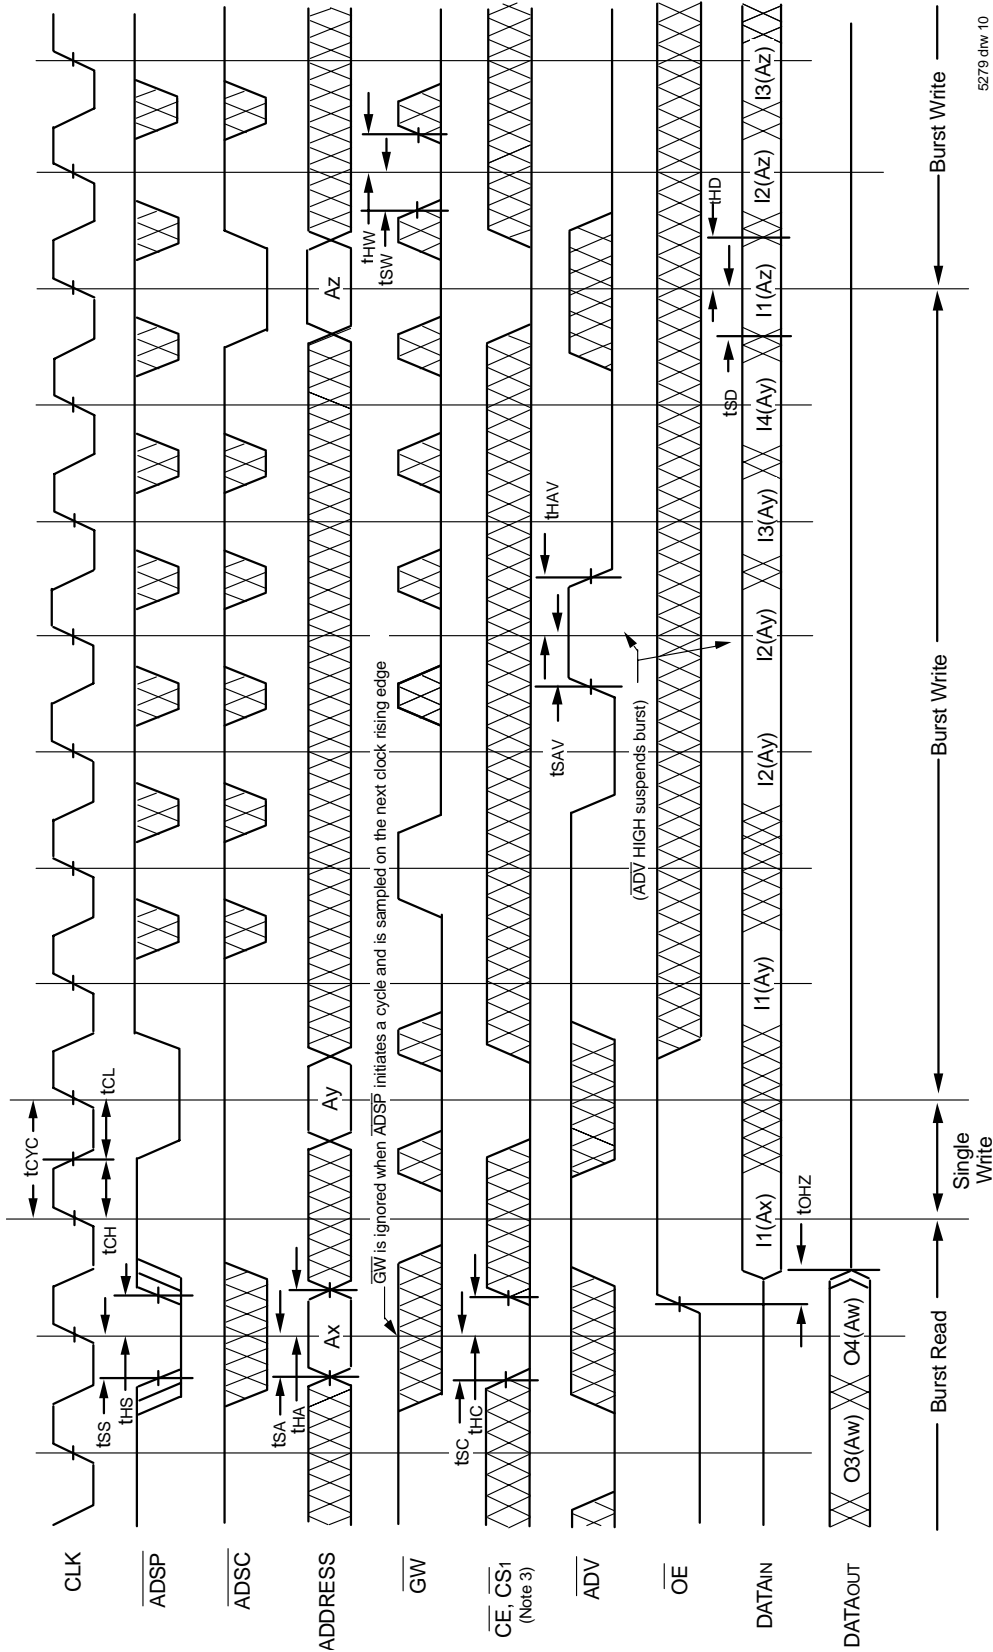 CLK
tCYC
tCH
tCL
tSS
tHS
ADSP
ADSC
tSA
tHA
ADDRESS
Ax
Ay
Az
GW is ignored when ADSP initiates a cycle and is sampled on the next clock rising edge
tHW
tSW
GW
tSC
tHC
CE, CS1
(Note 3)
tSAV
tHAV
ADV
(ADV HIGH suspends burst)
OE
tSD
tHD
DATAIN
I1(Ax)
I1(Ay)
I2(Ay)
I2(Ay)
I3(Ay)
I4(Ay)
I1(Az)
I2(Az)
I3(Az)
tOHZ
DATAOUT
O3(Aw)
O4(Aw)
Burst Read
Single
Write
Burst Write
Burst Write
5279 drw 10